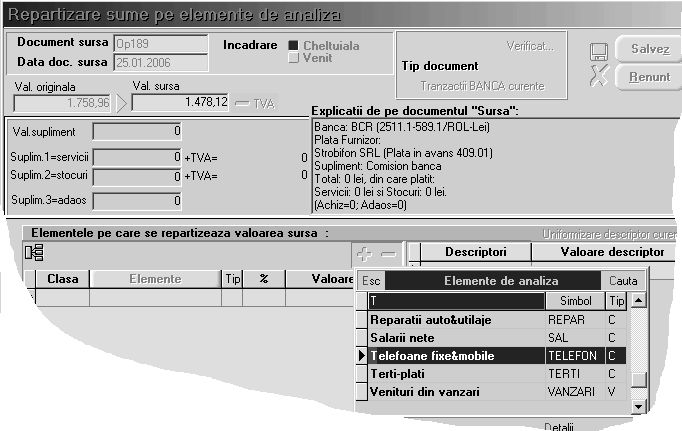 Repartizare sume pe elemente de analiza
Document sursa Op189
Data doc. sursa 25.01.2006
Incadrare Cheltuiala
Venit
Verificat...
Tip document
Tranzactii BANCA curente
Salvez
Renunt
Val. originala Val. sursa
1.758,96 1.478,12 TVA
Val.supliment 0
Suplim.1=servicii 0 +TVA= 0
Suplim.2=stocuri 0 +TVA= 0
Suplim.3=adaos 0
Explicatii de pe documentul "Sursa":
Banca: BCR (2511.1-589.1/ROL-Lei)
Plata Furnizor:
Strobifon SRL (Plata in avans 409.01)
Supliment: Comision banca
Total: 0 lei, din care platit:
Servicii: 0 lei si Stocuri: 0 lei.
(Achiz=0; Adaos=0)
Elementele pe care se repartizeaza valoarea sursa :
Uniformizare descriptor curen
Clasa Elemente Tip % Valoare
Descriptori Valoare descriptor
Esc Elemente de analiza Cauta
T Simbol Tip
Reparatii auto&utilaje REPAR C
Salarii nete SAL C
Telefoane fixe&mobile TELEFON C
Terti-plati TERTI C
Venituri din vanzari VANZARI V
Detalii